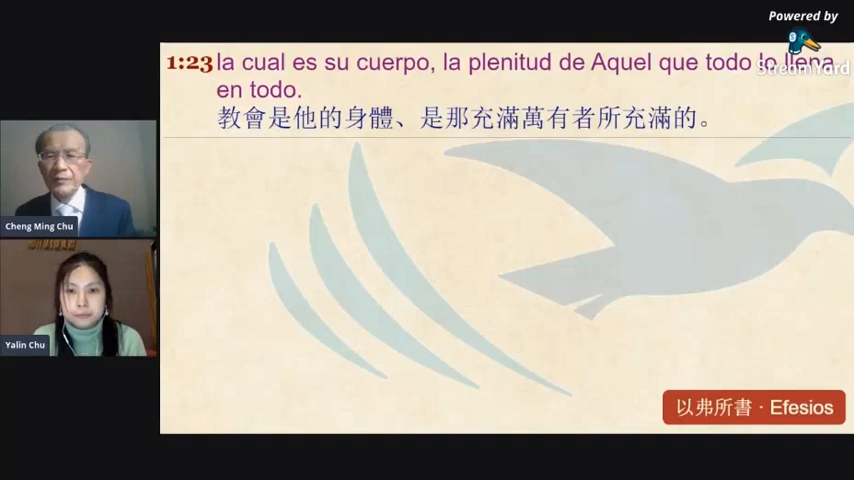 Powered by
StreamYard
1:23 la cual es su cuerpo, la plenitud de Aquel que todo lo llena
en todo.
教會是他的身體、是那充滿萬有者所充滿的。
Cheng Ming Chu
Yalin Chu
以弗所書 · Efesios